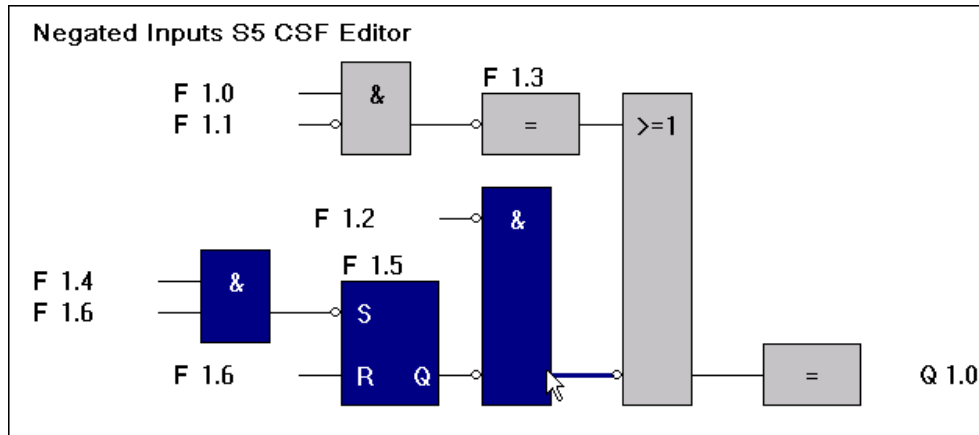 Negated Inputs S5 CSF Editor
F 1.0
&
F 1.3
F 1.1
=
>=1
F 1.2
&
F 1.4
&
F 1.5
F 1.6
S
F 1.6
R Q
=
Q 1.0